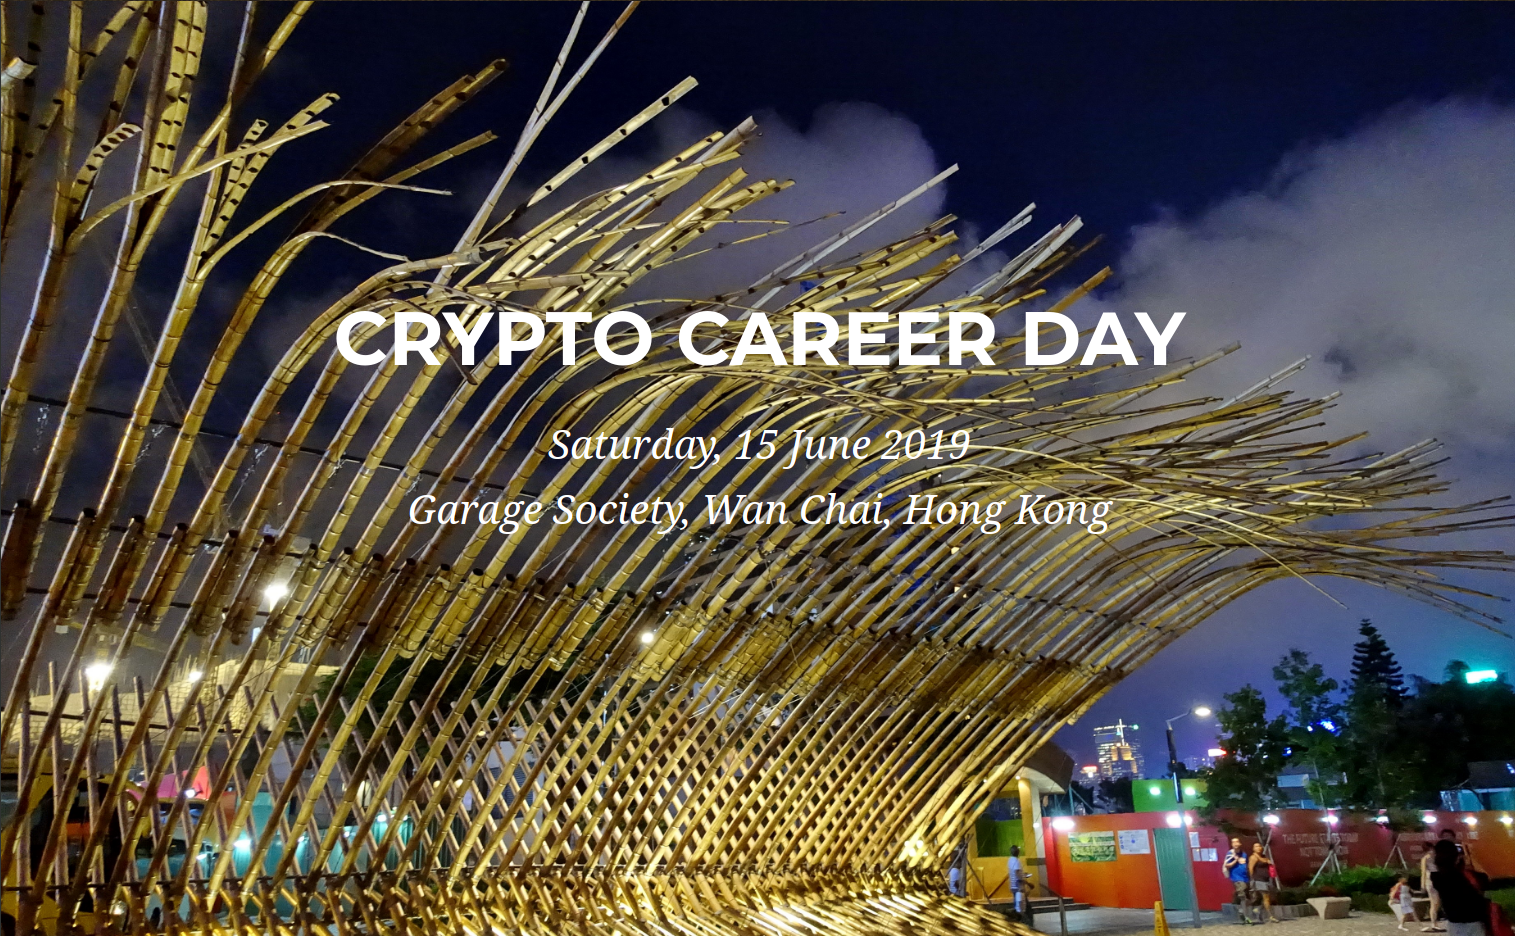 CRYPTO CAREER DAY
Saturday, 15 June 2019
Garage Society, Wan Chai, Hong Kong